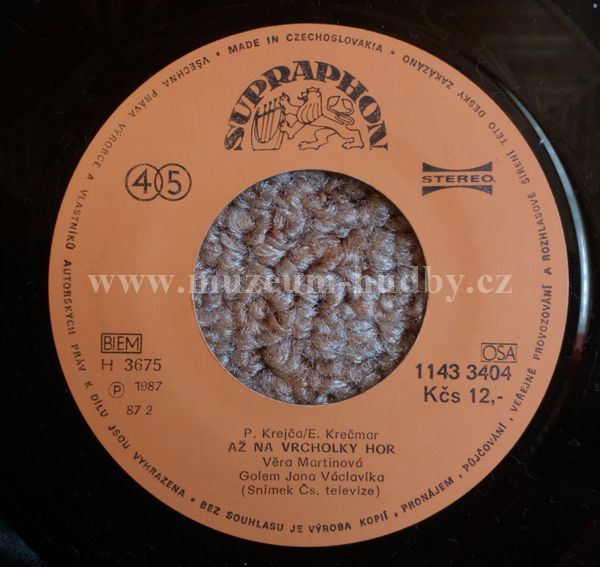 VŠECHNA PRÁVA VÝROBCE A VLASTNÍKŮ AUTORSKÝCH PRÁV K DÍLU JSOU VYHRAZENA • BEZ SOUHLASU JE VÝROBA KOPIÍ, PRONÁJEM, PŮJČOVÁNÍ, VEŘEJNÉ PROVOZOVÁNÍ A ROZHLASOVÉ ŠÍŘENÍ TÉTO DESKY ZAKÁZÁNO • MADE IN CZECHOSLOVAKIA •
SUPRAPHON
45
STEREO
www.muzeum-hudby.cz
BIEM
H 3675
Ⓟ 1987
87 2
OSA
1143 3404
Kčs 12,-
P. Krejča/E. Krečmar
AŽ NA VRCHOLKY HOR
Věra Martinová
Golem Jana Václavíka
(Snímek Čs. televize)